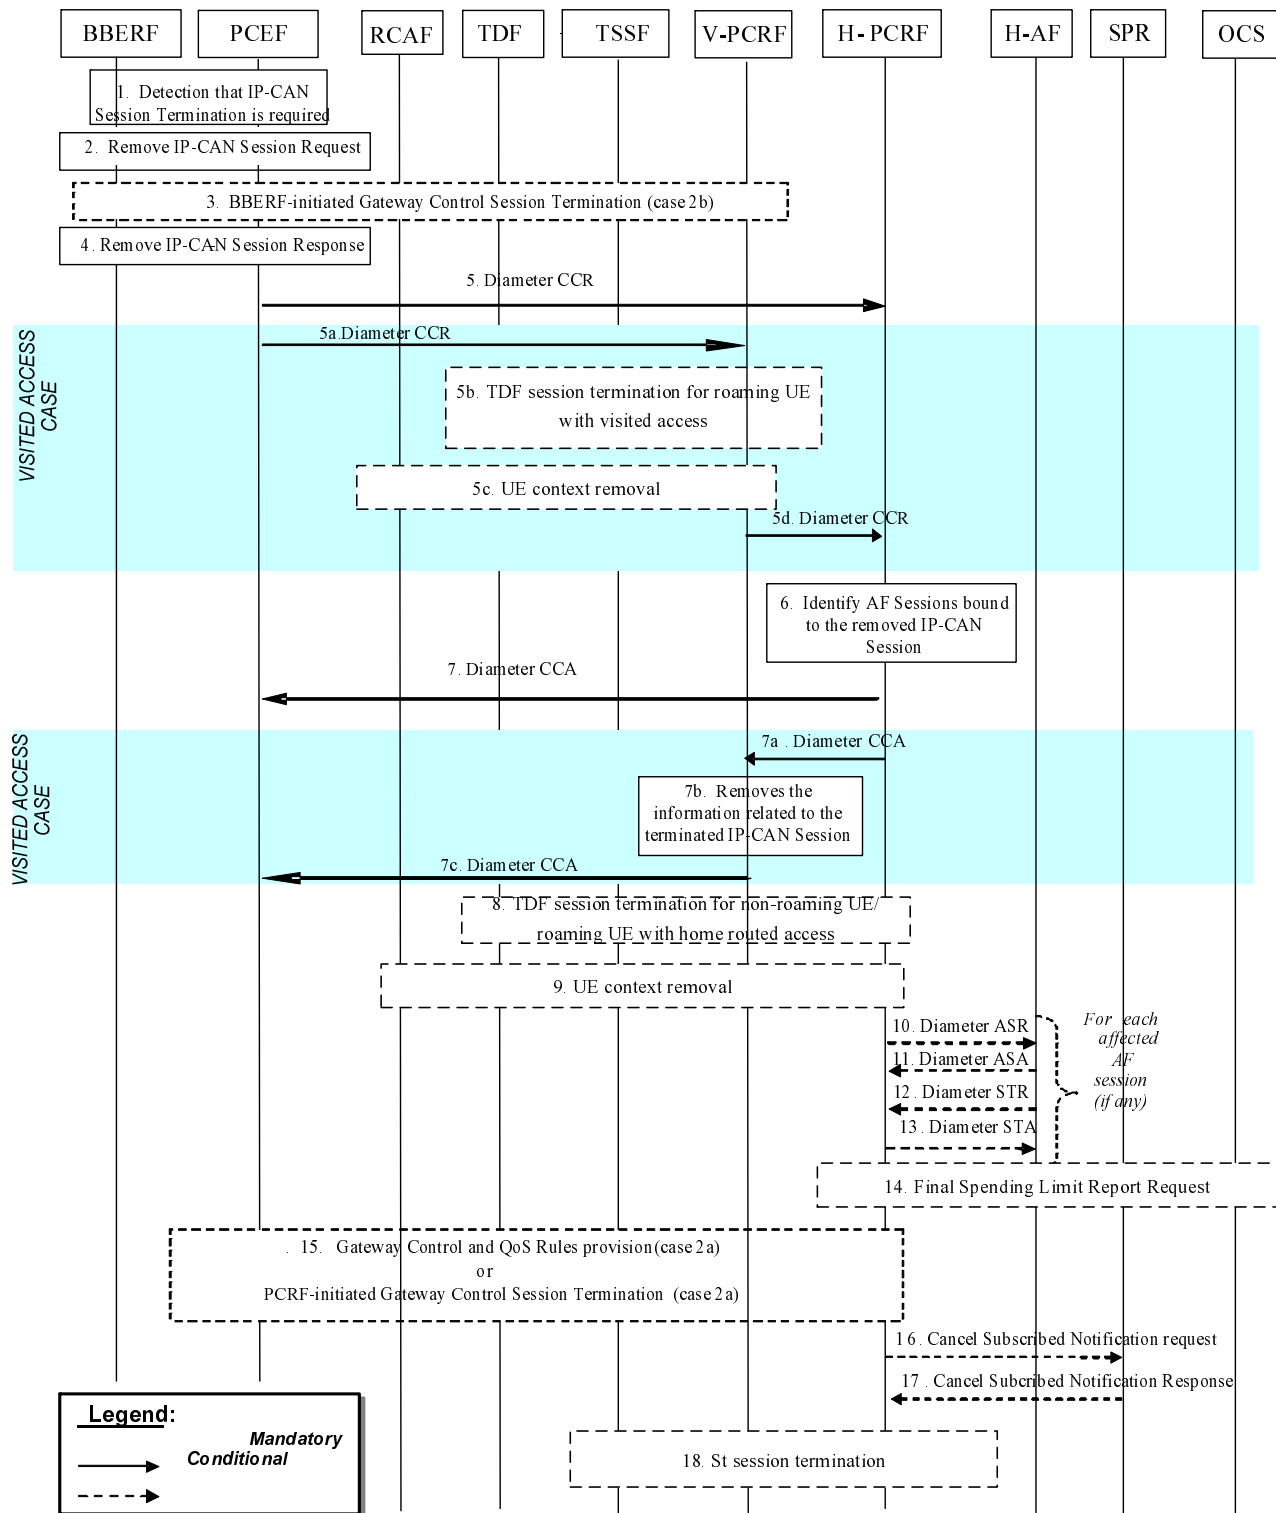 BBERF
PCEF
RCAF
TDF
TSSF
V-PCRF
H- PCRF
H-AF
SPR
OCS
1. Detection that IP-CAN
Session Termination is required
2. Remove IP-CAN Session Request
3. BBERF-initiated Gateway Control Session Termination (case 2b)
4. Remove IP-CAN Session Response
5. Diameter CCR
VISITED ACCESS
CASE
5a.Diameter CCR
5b. TDF session termination for roaming UE
with visited access
5c. UE context removal
5d. Diameter CCR
6. Identify AF Sessions bound
to the removed IP-CAN
Session
7. Diameter CCA
VISITED ACCESS
CASE
7a . Diameter CCA
7b. Removes the
information related to the
terminated IP-CAN Session
7c. Diameter CCA
8. TDF session termination for non-roaming UE/
roaming UE with home routed access
9. UE context removal
10. Diameter ASR
11. Diameter ASA
12. Diameter STR
13. Diameter STA
For each
affected
AF
session
(if any)
14. Final Spending Limit Report Request
. 15. Gateway Control and QoS Rules provision(case 2a)
or
PCRF-initiated Gateway Control Session Termination (case 2a)
16. Cancel Subscribed Notification request
17. Cancel Subcribed Notification Response
18. St session termination
Legend:
Mandatory
Conditional